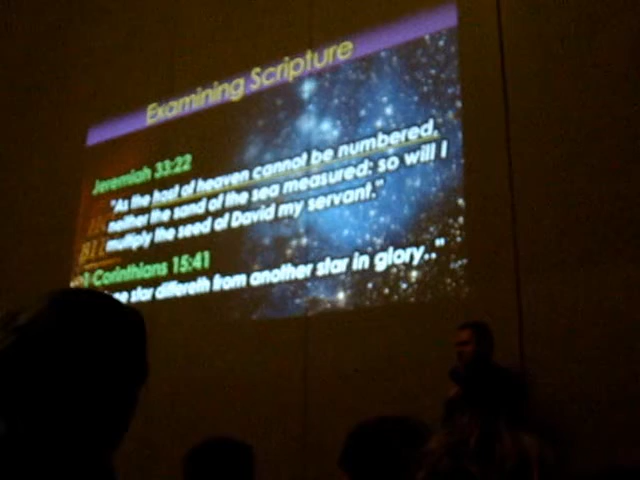 Examining Scripture
Jeremiah 33:22
"As the host of heaven cannot be numbered,
neither the sand of the sea measured: so will I
multiply the seed of David my servant."
Corinthians 15:41
star differeth from another star in glory.."